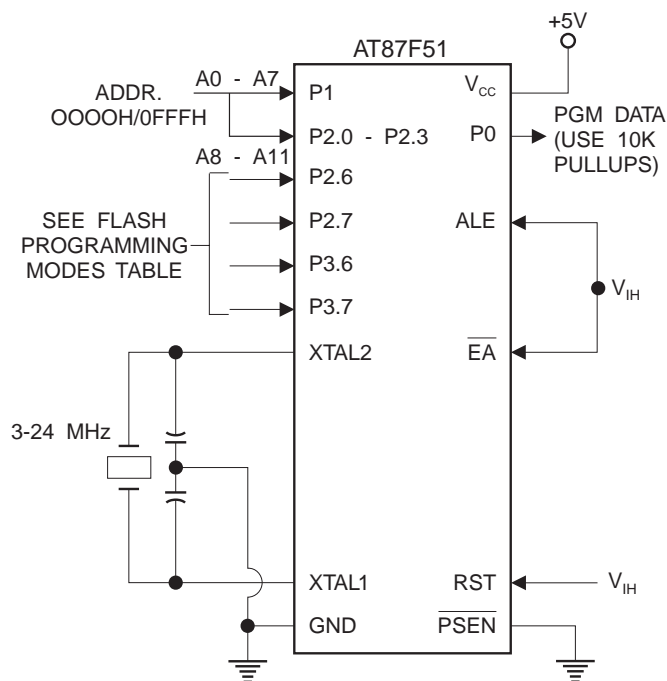 +5V
AT87F51
A0 - A7
ADDR.
OOOOH/0FFFH
P1
VCC
PGM DATA
(USE 10K
PULLUPS)
P2.0 - P2.3
P0
A8 - A11
P2.6
SEE FLASH
PROGRAMMING
MODES TABLE
P2.7
ALE
P3.6
VIH
P3.7
XTAL2
EA
3-24 MHz
XTAL1
RST
VIH
GND
PSEN